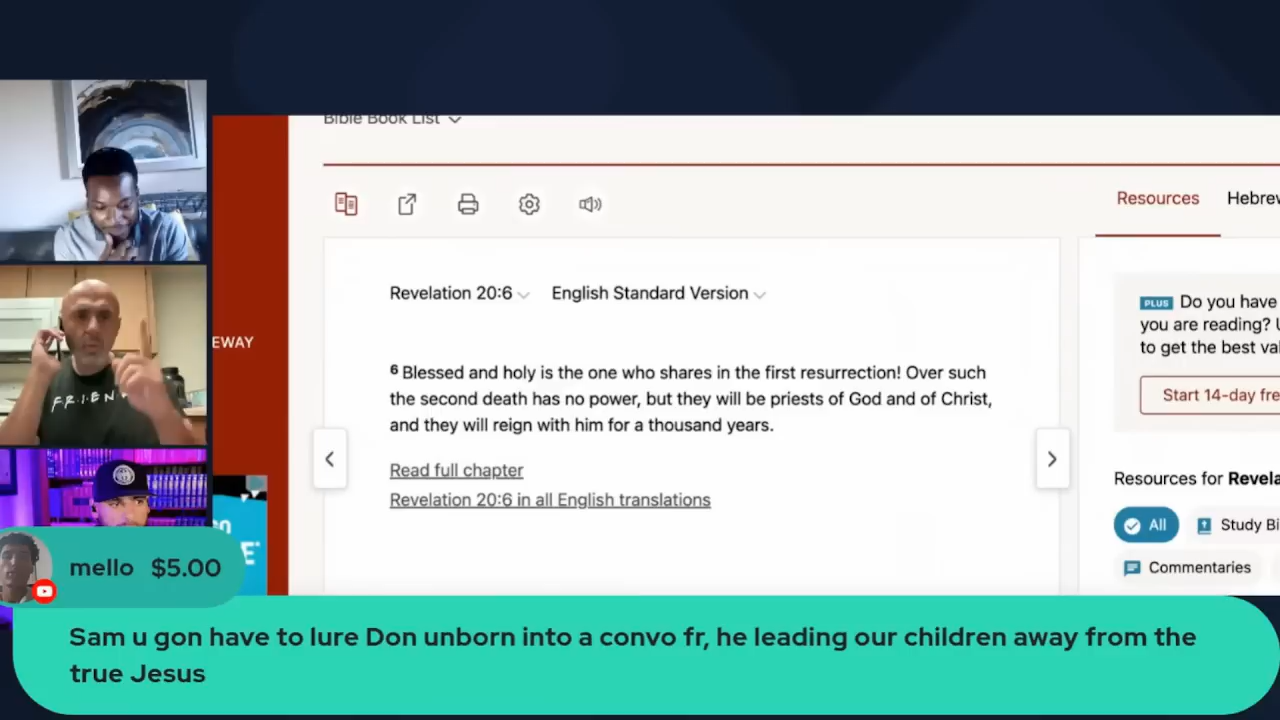 Bible Book List
Resources
Hebrew
EWAY
Revelation 20:6
English Standard Version
6 Blessed and holy is the one who shares in the first resurrection! Over such
the second death has no power, but they will be priests of God and of Christ,
and they will reign with him for a thousand years.
Read full chapter
Revelation 20:6 in all English translations
PLUS Do you have
you are reading? U
to get the best val
Start 14-day fre
Resources for Revela
All
Study Bi
Commentaries
mello $5.00
Sam u gon have to lure Don unborn into a convo fr, he leading our children away from the
true Jesus